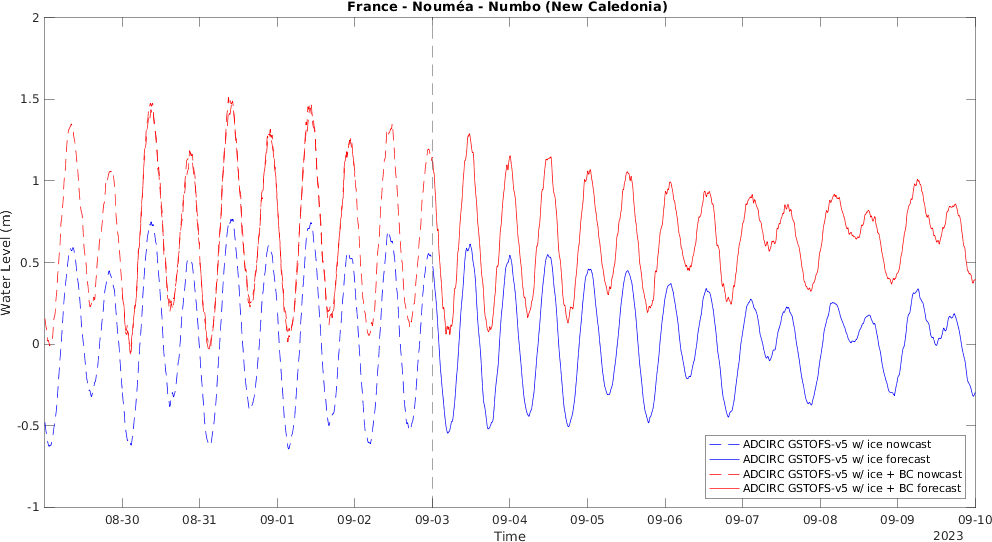 France - Nouméa - Numbo (New Caledonia)
2
1.5
1
0.5
0
-0.5
-1
Water Level (m)
08-30 08-31 09-01 09-02 09-03 09-04 09-05 09-06 09-07 09-08 09-09 09-10
Time
2023
ADCIRC GSTOFS-v5 w/ ice nowcast
ADCIRC GSTOFS-v5 w/ ice forecast
ADCIRC GSTOFS-v5 w/ ice + BC nowcast
ADCIRC GSTOFS-v5 w/ ice + BC forecast